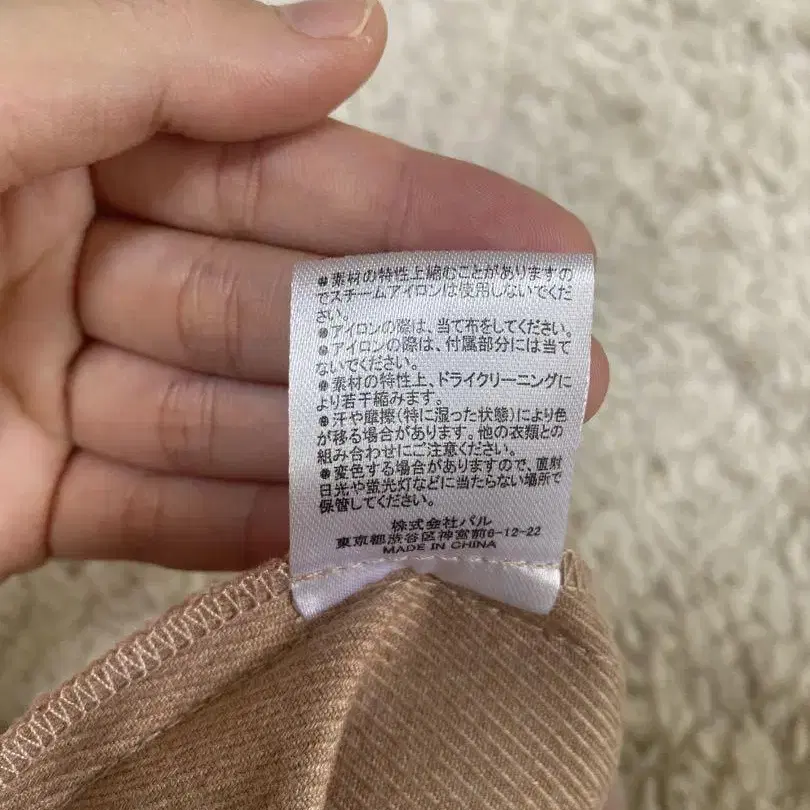 ●素材の特性上縮むことがありますの
でスチームアイロンは使用しないでくだ
さい。
●アイロンの際は、当て布をしてください。
●アイロンの際は、付属部分には当て
ないでください。
●素材の特性上、ドライクリーニングに
より若干縮みます。
●汗や摩擦(特に湿った状態)により色
が移る場合があります。他の衣類との
組み合わせにご注意ください。
●変色する場合がありますので、直射
日光や蛍光灯などに当たらない場所で
保管してください。
株式会社パル
東京都渋谷区神宮前6-12-22
MADE IN CHINA